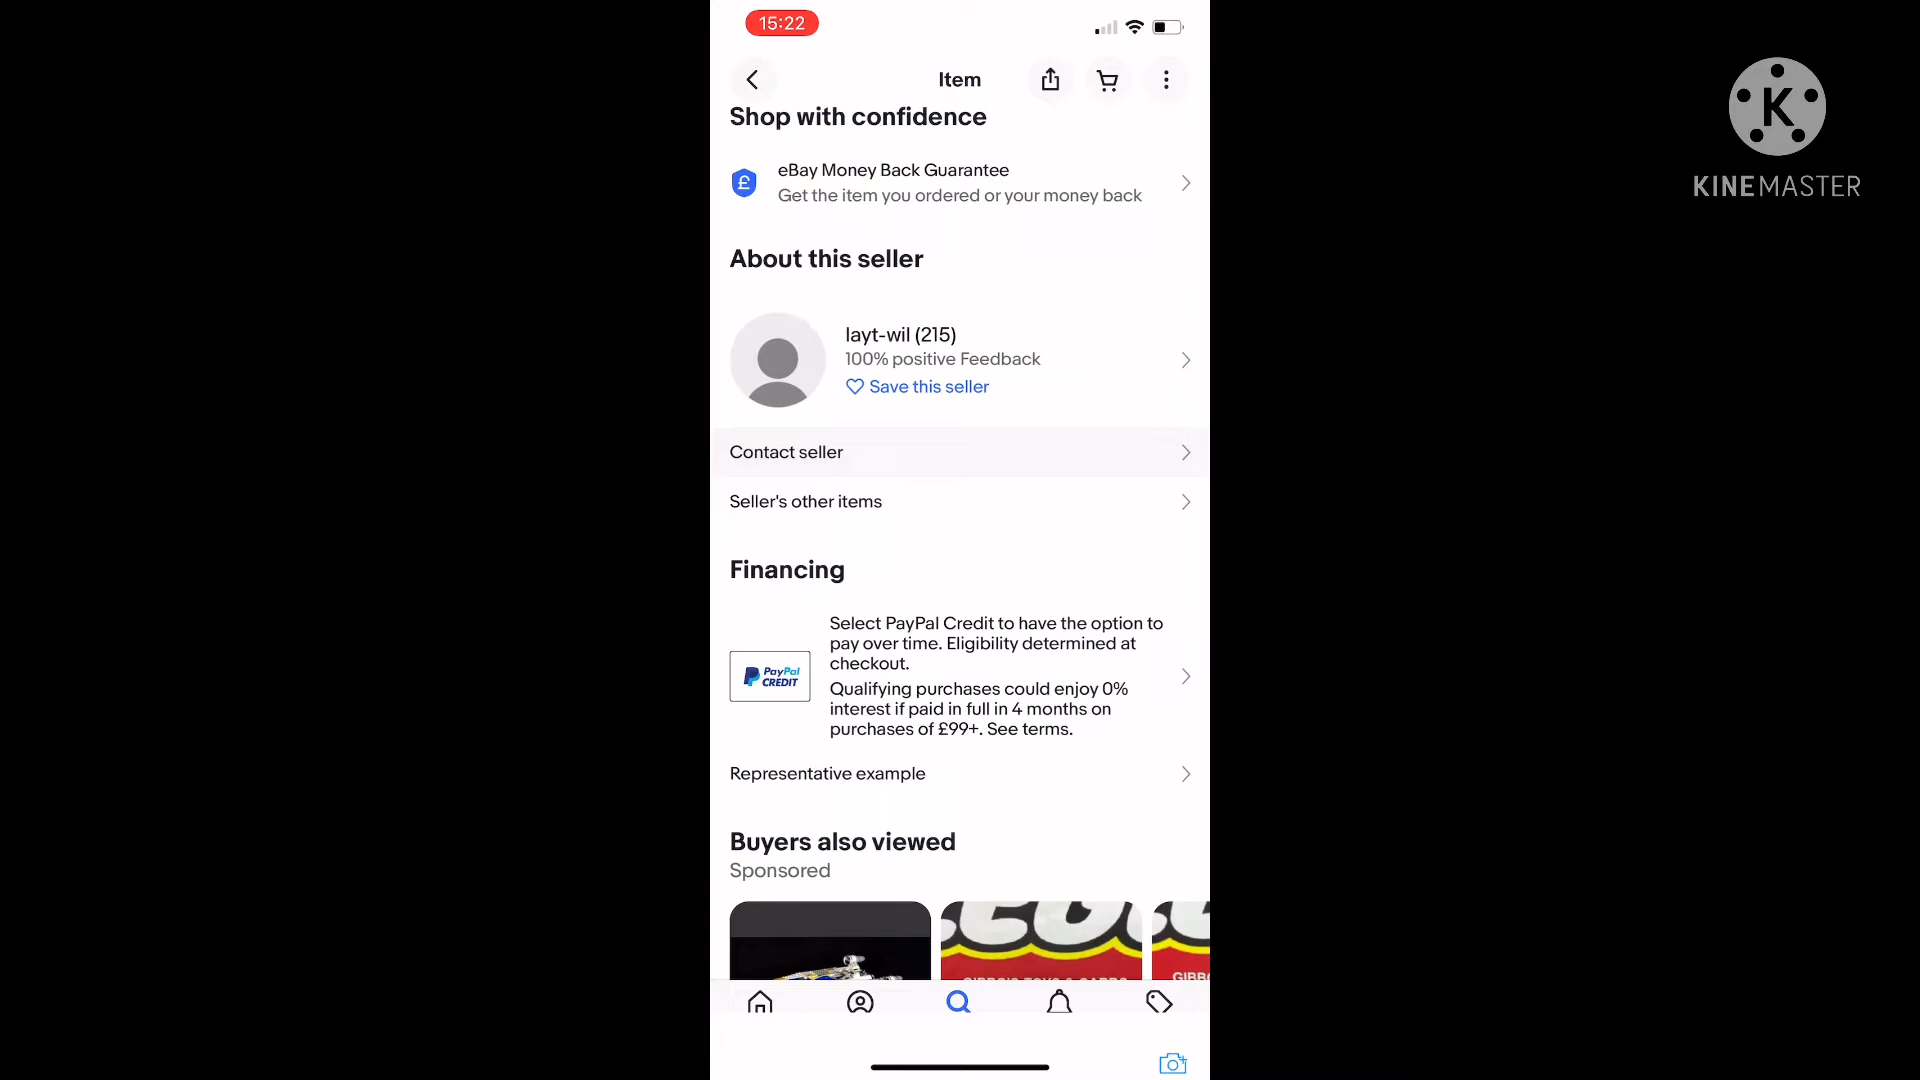 15:22
Item
Shop with confidence
eBay Money Back Guarantee
Get the item you ordered or your money back
About this seller
layt-wil (215)
100% positive Feedback
Save this seller
Contact seller
Seller's other items
Financing
Select PayPal Credit to have the option to
pay over time. Eligibility determined at
checkout.
PayPal
CREDIT
Qualifying purchases could enjoy 0%
interest if paid in full in 4 months on
purchases of £99+. See terms.
Representative example
Buyers also viewed
Sponsored
K
KINEMASTER